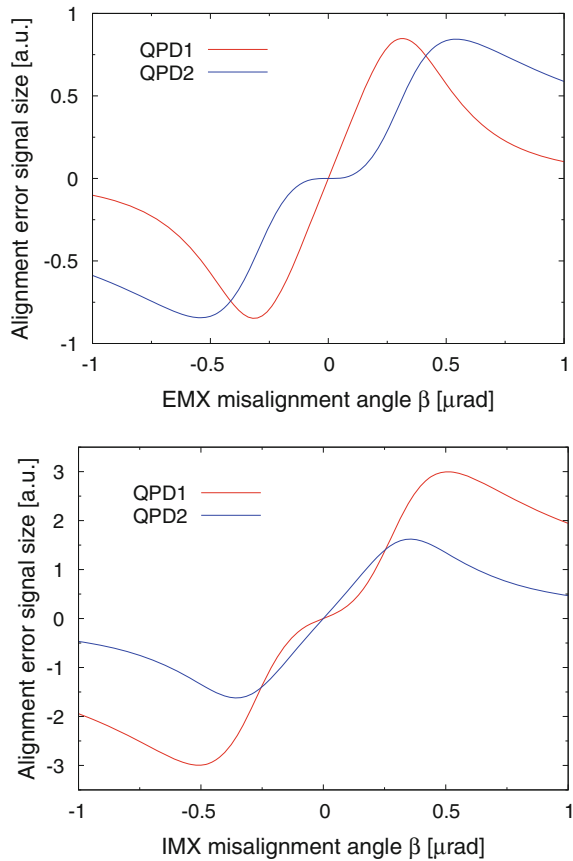 Alignment error signal size [a.u.]
1
0.5
0
-0.5
-1
QPD1
QPD2
-1 -0.5 0 0.5 1
EMX misalignment angle β [μrad]
Alignment error signal size [a.u.]
3
2
1
0
-1
-2
-3
QPD1
QPD2
-1 -0.5 0 0.5 1
IMX misalignment angle β [μrad]